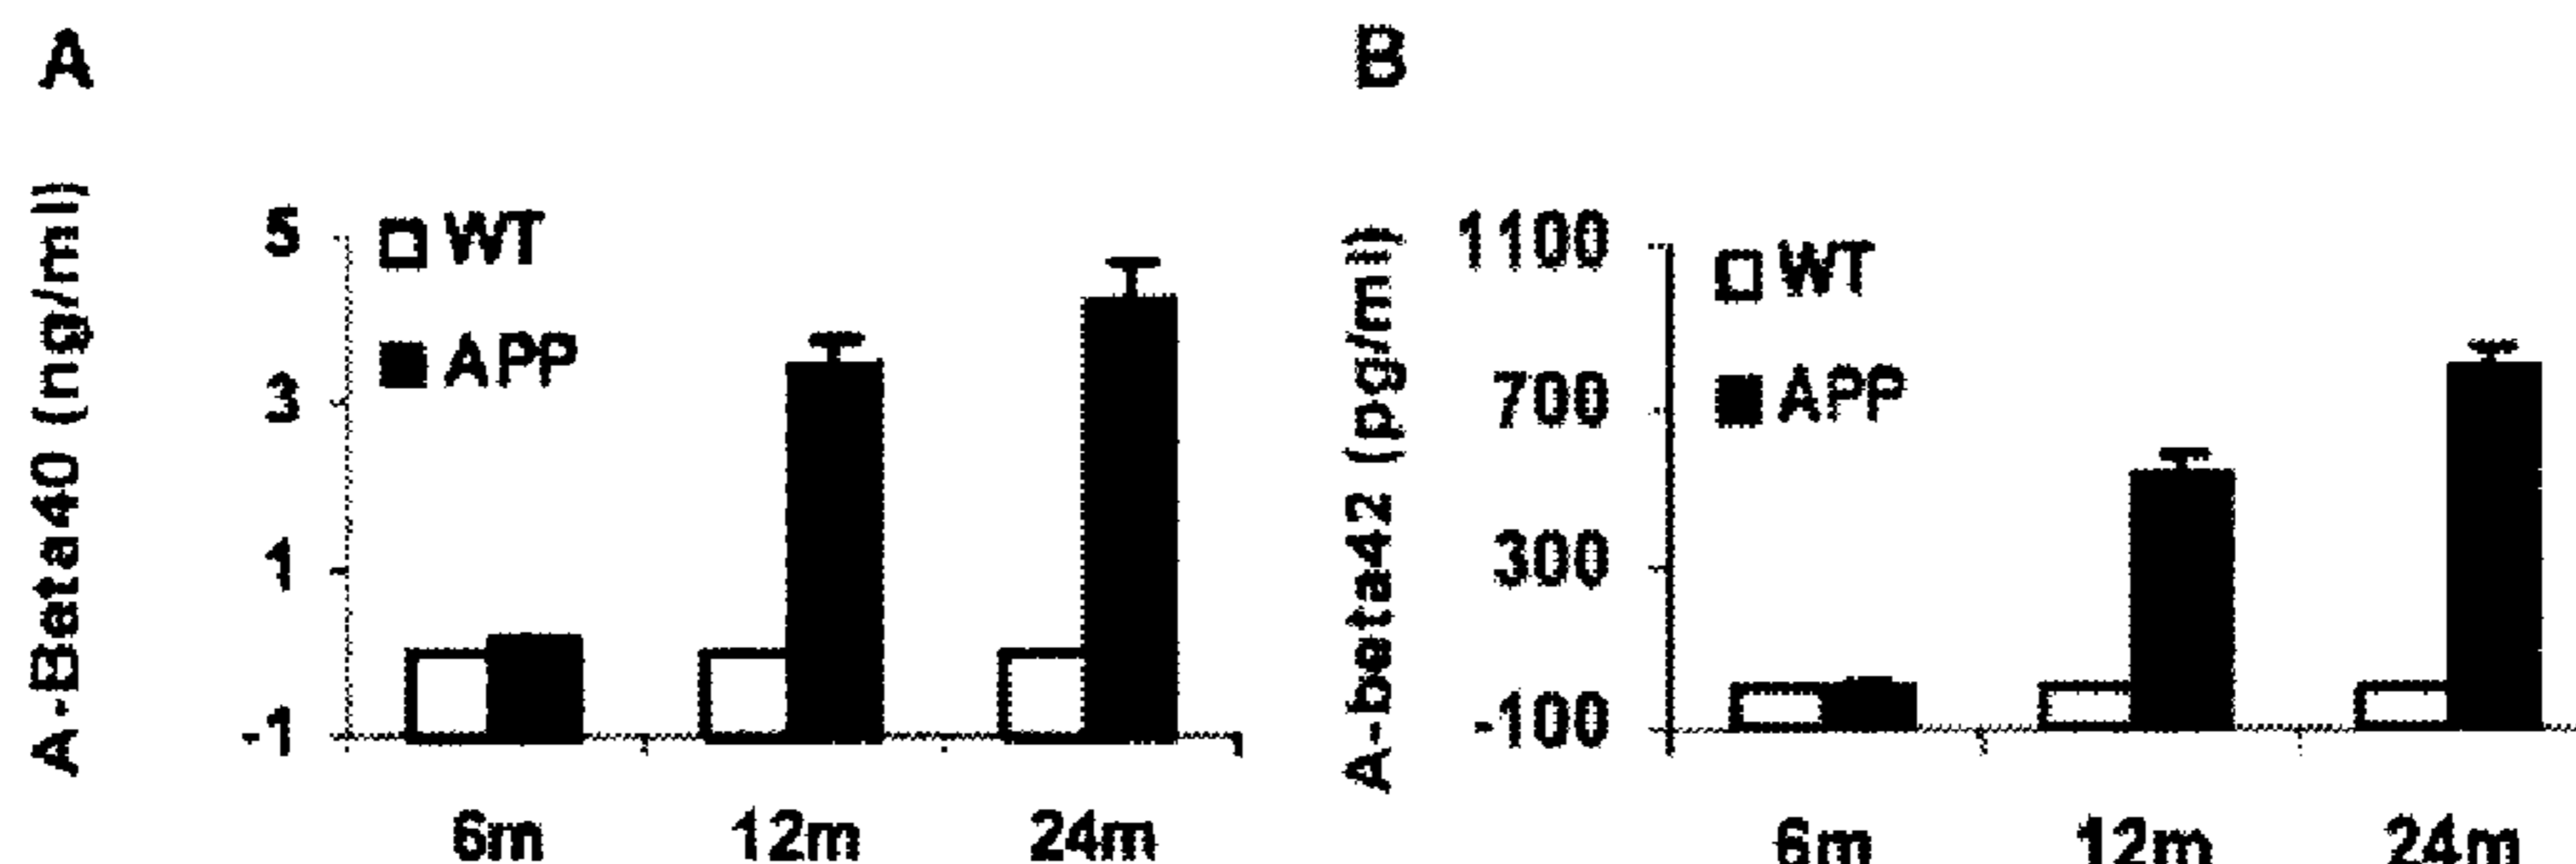 A
A-Beta40 (ng/ml)
5
3
1
-1
WT
APP
6m 12m 24m
B
A-beta42 (pg/ml)
1100
700
300
-100
WT
APP
6m 12m 24m